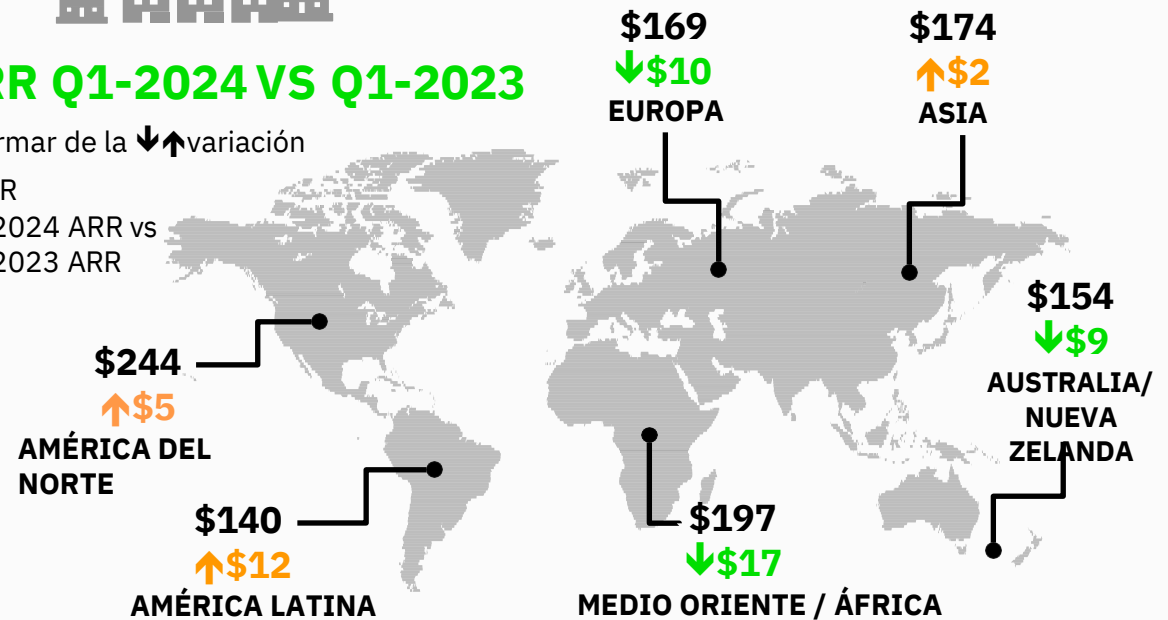 RR Q1-2024 VS Q1-2023
rmar de la ↓↑variación
R
2024 ARR vs
2023 ARR
$169
↓$10
EUROPA
$174
↑$2
ASIA
$154
↓$9
AUSTRALIA/
NUEVA
ZELANDA
$244
↑$5
AMÉRICA DEL
NORTE
$140
↑$12
AMÉRICA LATINA
$197
↓$17
MEDIO ORIENTE / ÁFRICA